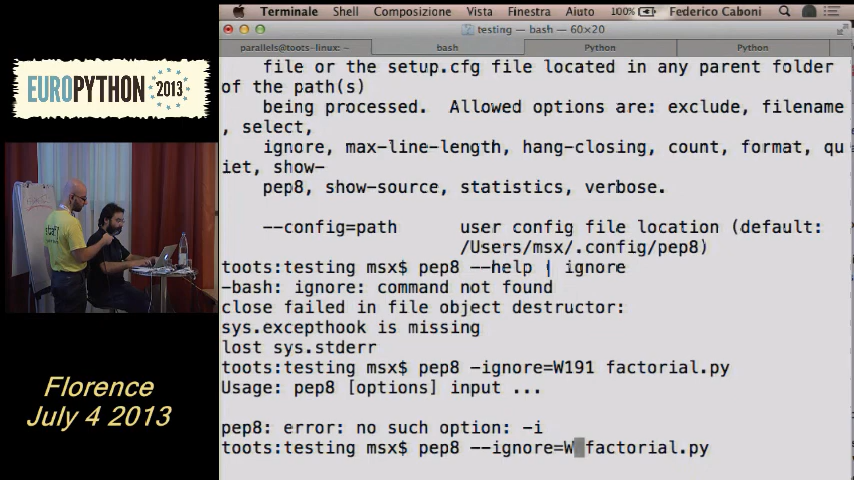 Terminale Shell Composizione Vista Finestra Aiuto 100% Federico Caboni
testing — bash — 60×20
parallels@toots-linux: ~ bash Python Python
file or the setup.cfg file located in any parent folder
of the path(s)
being processed. Allowed options are: exclude, filename
, select,
ignore, max-line-length, hang-closing, count, format, qu
iet, show-
pep8, show-source, statistics, verbose.
--config=path user config file location (default:
/Users/msx/.config/pep8)
toots:testing msx$ pep8 --help | ignore
-bash: ignore: command not found
close failed in file object destructor:
sys.excepthook is missing
lost sys.stderr
toots:testing msx$ pep8 -ignore=W191 factorial.py
Usage: pep8 [options] input ...
pep8: error: no such option: -i
toots:testing msx$ pep8 --ignore=W factorial.py
EUROPYTHON 2013
staff
Florence
July 4 2013